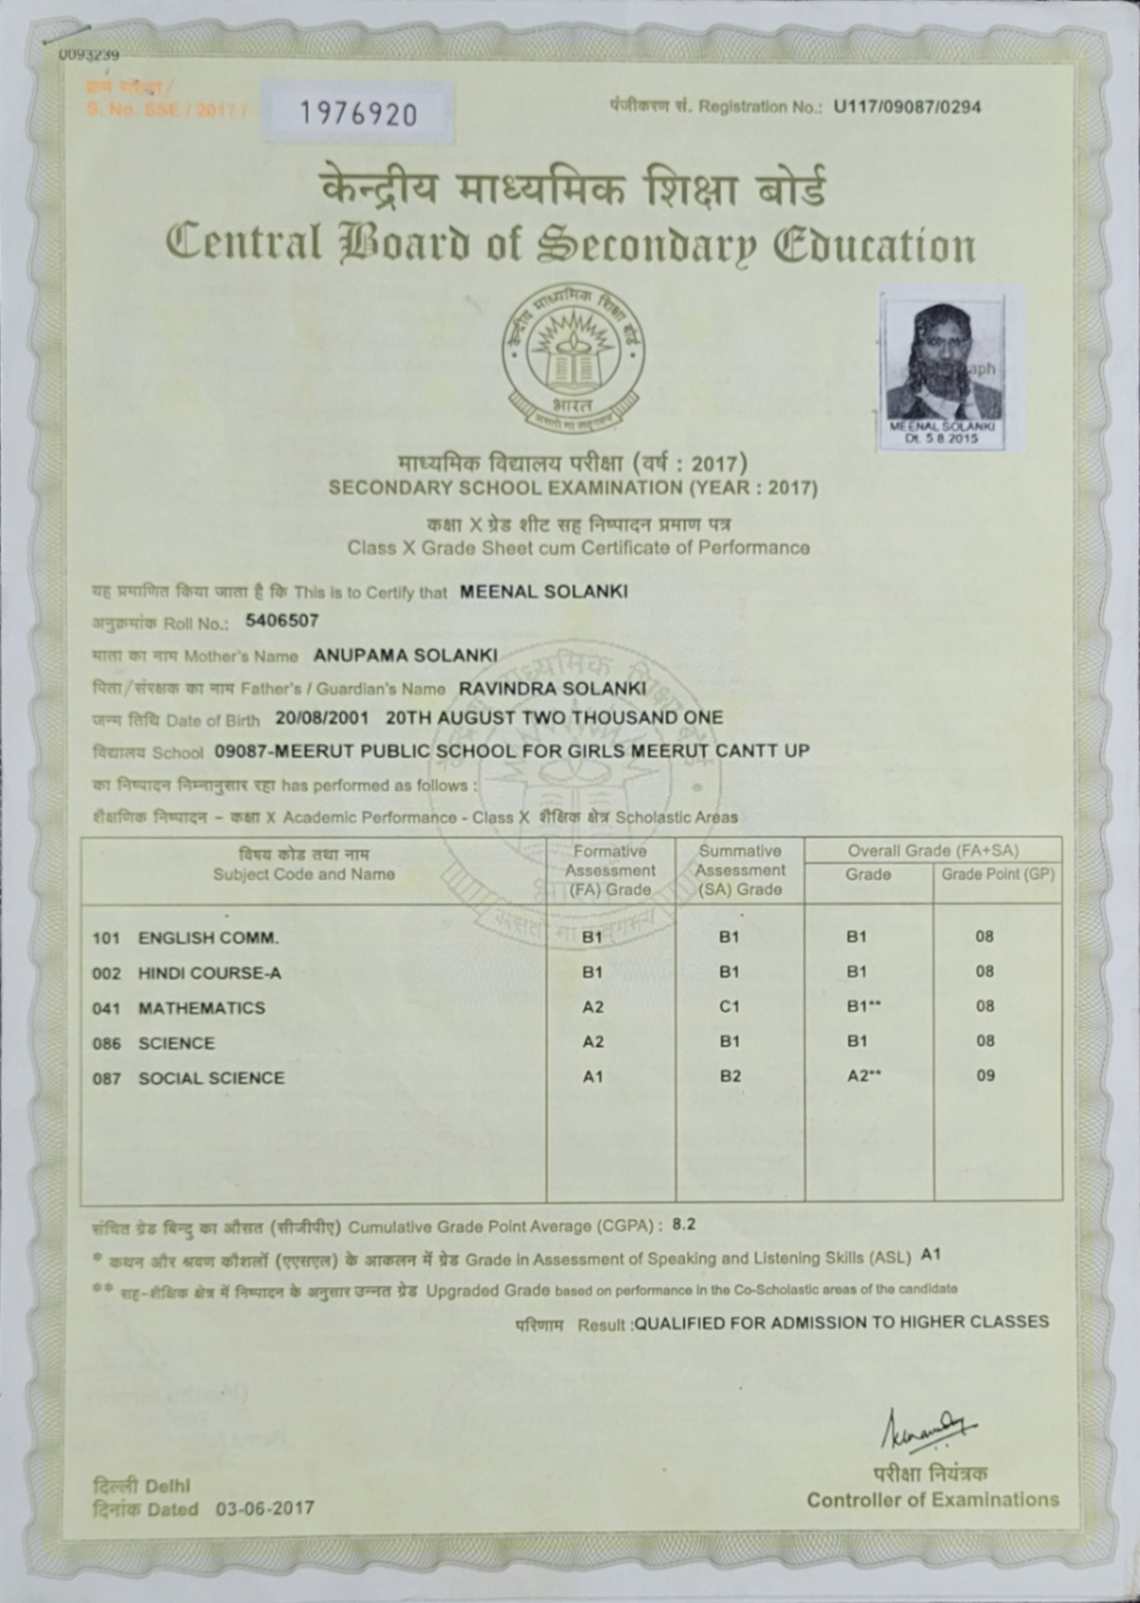 0093239
क्रम संख्या/
S. No. SSE / 2017 /
1976920
पंजीकरण सं. Registration No.: U117/09087/0294
केन्द्रीय माध्यमिक शिक्षा बोर्ड
Central Board of Secondary Education
केन्द्रीय माध्यमिक शिक्षा बोर्ड
भारत
असतो मा सद्गमय
aph
MEENAL SOLANKI
Dt. 5 8 2015
माध्यमिक विद्यालय परीक्षा (वर्ष : 2017)
SECONDARY SCHOOL EXAMINATION (YEAR : 2017)
कक्षा X ग्रेड शीट सह निष्पादन प्रमाण पत्र
Class X Grade Sheet cum Certificate of Performance
यह प्रमाणित किया जाता है कि This is to Certify that MEENAL SOLANKI
अनुक्रमांक Roll No.: 5406507
माता का नाम Mother's Name ANUPAMA SOLANKI
पिता/संरक्षक का नाम Father's / Guardian's Name RAVINDRA SOLANKI
जन्म तिथि Date of Birth 20/08/2001 20TH AUGUST TWO THOUSAND ONE
विद्यालय School 09087-MEERUT PUBLIC SCHOOL FOR GIRLS MEERUT CANTT UP
का निष्पादन निम्नानुसार रहा has performed as follows :
शैक्षणिक निष्पादन – कक्षा X Academic Performance - Class X शैक्षिक क्षेत्र Scholastic Areas
विषय कोड तथा नाम
Subject Code and Name
Formative Assessment (FA) Grade
Summative Assessment (SA) Grade
Overall Grade (FA+SA)
Grade
Grade Point (GP)
101 ENGLISH COMM. B1 B1 B1 08
002 HINDI COURSE-A B1 B1 B1 08
041 MATHEMATICS A2 C1 B1** 08
086 SCIENCE A2 B1 B1 08
087 SOCIAL SCIENCE A1 B2 A2** 09
संचित ग्रेड बिन्दु का औसत (सीजीपीए) Cumulative Grade Point Average (CGPA) : 8.2
* कथन और श्रवण कौशलों (एएसएल) के आकलन में ग्रेड Grade in Assessment of Speaking and Listening Skills (ASL) A1
** सह-शैक्षिक क्षेत्र में निष्पादन के अनुसार उन्नत ग्रेड Upgraded Grade based on performance in the Co-Scholastic areas of the candidate
परिणाम Result :QUALIFIED FOR ADMISSION TO HIGHER CLASSES
दिल्ली Delhi
दिनांक Dated 03-06-2017
परीक्षा नियंत्रक
Controller of Examinations